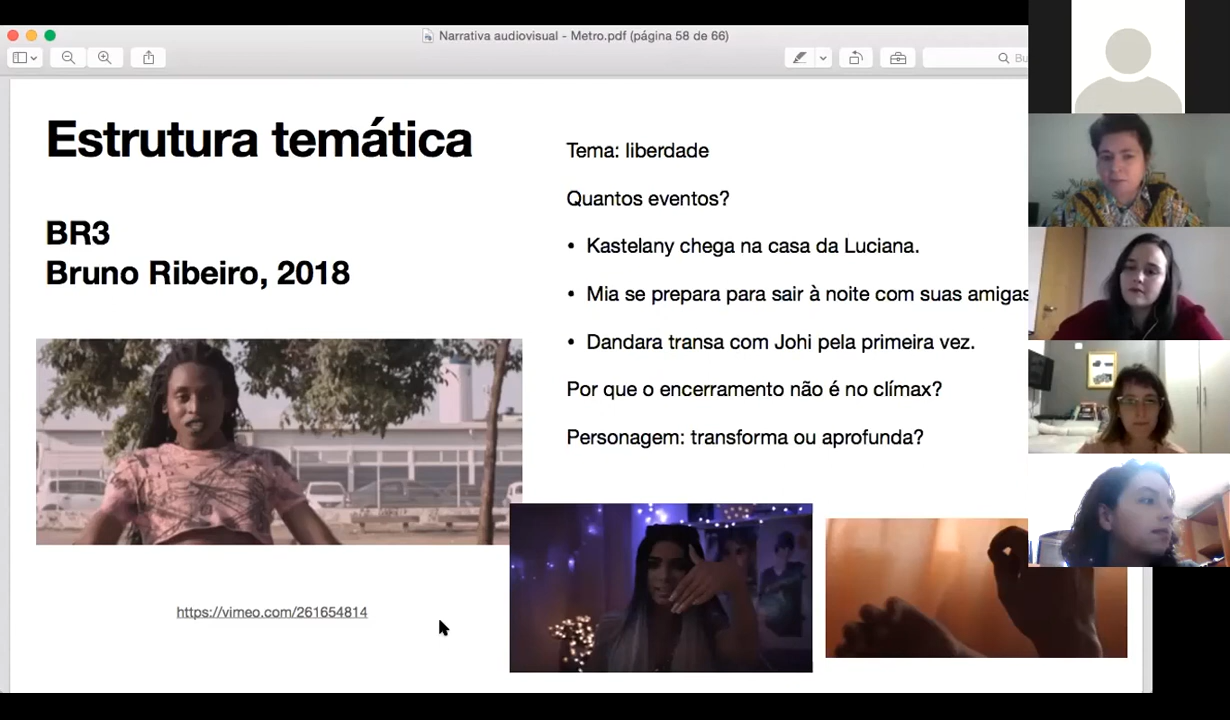 Narrativa audiovisual - Metro.pdf (página 58 de 66)
Bu
Estrutura temática
BR3
Bruno Ribeiro, 2018
https://vimeo.com/261654814
Tema: liberdade
Quantos eventos?
• Kastelany chega na casa da Luciana.
• Mia se prepara para sair à noite com suas amigas
• Dandara transa com Johi pela primeira vez.
Por que o encerramento não é no clímax?
Personagem: transforma ou aprofunda?